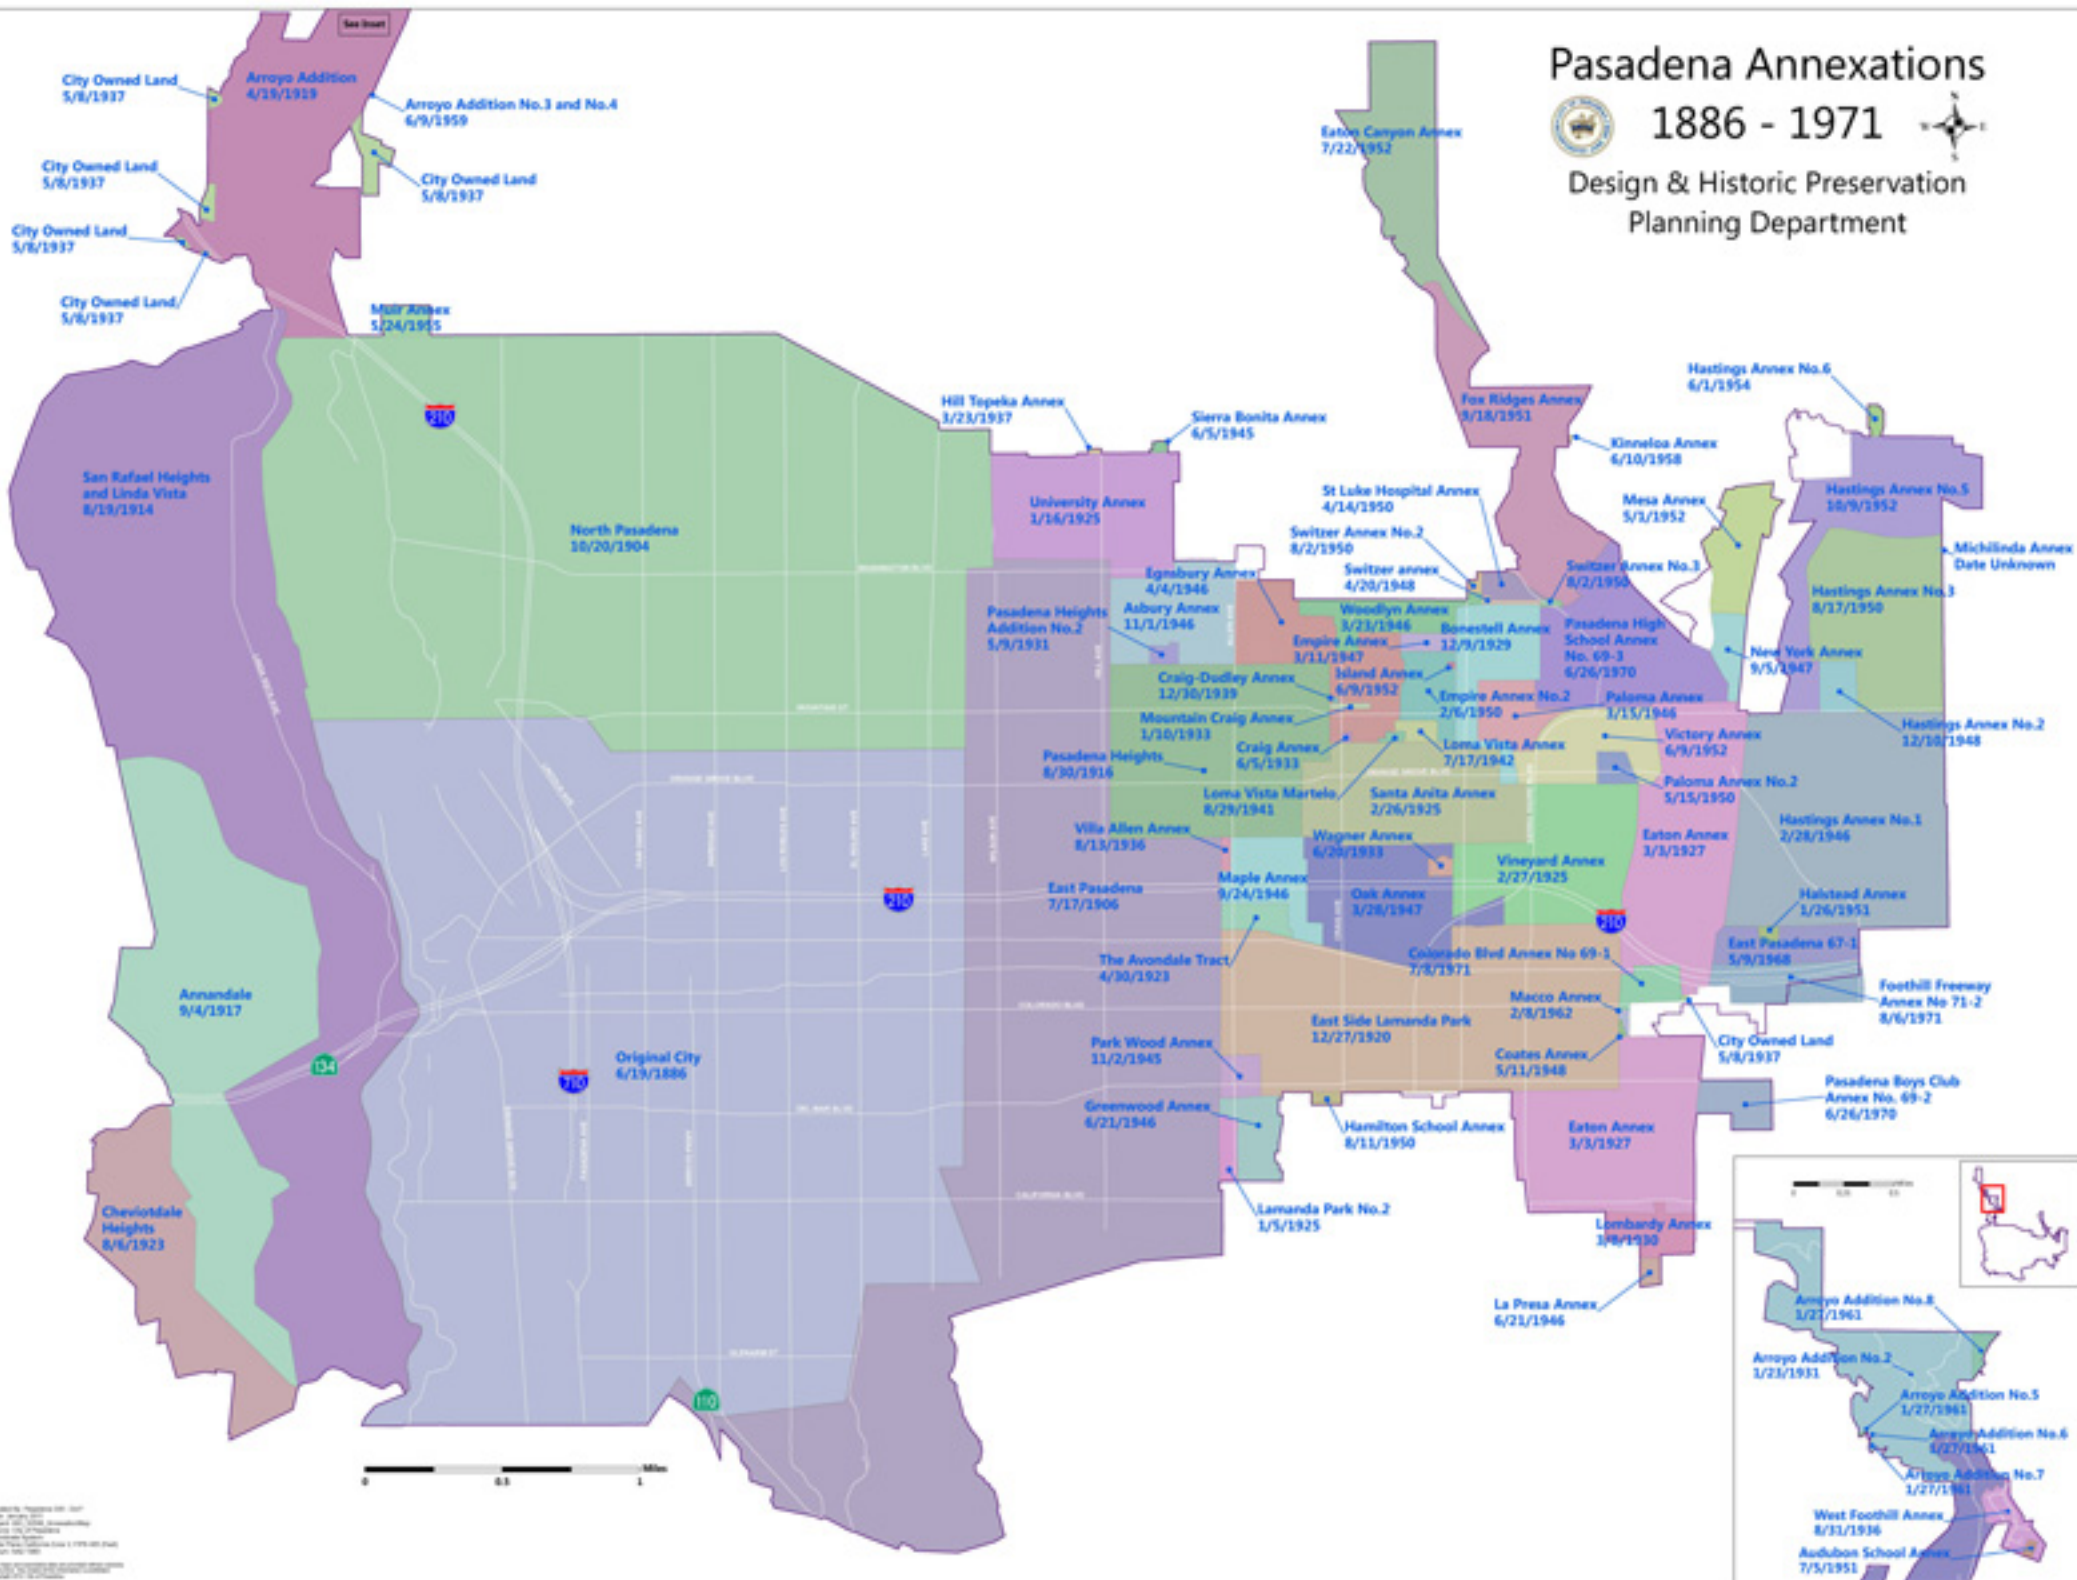 See Inset
Pasadena Annexations
1886 - 1971
Design & Historic Preservation
Planning Department
City Owned Land
5/8/1937
Arroyo Addition
4/19/1919
Arroyo Addition No.3 and No.4
6/9/1959
City Owned Land
5/8/1937
City Owned Land
5/8/1937
City Owned Land
5/8/1937
City Owned Land
5/8/1937
Muir Annex
5/24/1955
Eaton Canyon Annex
7/22/1952
Hastings Annex No.6
6/1/1954
Hill Topeka Annex
3/23/1937
Sierra Bonita Annex
6/5/1945
Fox Ridges Annex
9/18/1951
Kinneloa Annex
6/10/1958
210
San Rafael Heights
and Linda Vista
8/19/1914
North Pasadena
10/20/1904
University Annex
1/16/1925
St Luke Hospital Annex
4/14/1950
Mesa Annex
5/1/1952
Hastings Annex No.5
10/9/1952
Switzer Annex No.2
8/2/1950
Michilinda Annex
Date Unknown
Switzer annex
4/20/1948
Switzer Annex No.3
8/2/1950
Egnsbury Annex
4/4/1946
Hastings Annex No.3
8/17/1950
Pasadena Heights
Addition No.2
5/9/1931
Asbury Annex
11/1/1946
Woodlyn Annex
3/23/1946
Bonestell Annex
12/9/1929
Pasadena High
School Annex
No. 69-3
6/26/1970
Empire Annex
3/11/1947
New York Annex
9/5/1947
Craig-Dudley Annex
12/30/1939
Island Annex
6/9/1952
Empire Annex No.2
2/6/1950
Paloma Annex
3/15/1946
Mountain Craig Annex
1/10/1933
Hastings Annex No.2
12/10/1948
Craig Annex
6/5/1933
Loma Vista Annex
7/17/1942
Victory Annex
6/9/1952
Pasadena Heights
8/30/1916
Paloma Annex No.2
5/15/1950
Loma Vista Martelo
8/29/1941
Santa Anita Annex
2/26/1925
Hastings Annex No.1
2/28/1946
Villa Allen Annex
8/13/1936
Wagner Annex
6/20/1933
Eaton Annex
3/3/1927
Vineyard Annex
2/27/1925
East Pasadena
7/17/1906
Maple Annex
9/24/1946
Oak Annex
3/28/1947
Halstead Annex
1/26/1951
210
210
The Avondale Tract
4/30/1923
Colorado Blvd Annex No 69-1
7/8/1971
East Pasadena 67-1
5/9/1968
Annandale
9/4/1917
Macco Annex
2/8/1962
Foothill Freeway
Annex No 71-2
8/6/1971
East Side Lamanda Park
12/27/1920
Original City
6/19/1886
134
710
Park Wood Annex
11/2/1945
Coates Annex
5/11/1948
City Owned Land
5/8/1937
Pasadena Boys Club
Annex No. 69-2
6/26/1970
Greenwood Annex
6/21/1946
Hamilton School Annex
8/11/1950
Eaton Annex
3/3/1927
Cheviotdale
Heights
8/6/1923
Lamanda Park No.2
1/5/1925
Lombardy Annex
3/8/1930
La Presa Annex
6/21/1946
110
0 0.5 1 Miles
Arroyo Addition No.8
1/27/1961
Arroyo Addition No.2
1/23/1931
Arroyo Addition No.5
1/27/1961
Arroyo Addition No.6
1/27/1961
Arroyo Addition No.7
1/27/1961
West Foothill Annex
8/31/1936
Audubon School Annex
7/5/1951